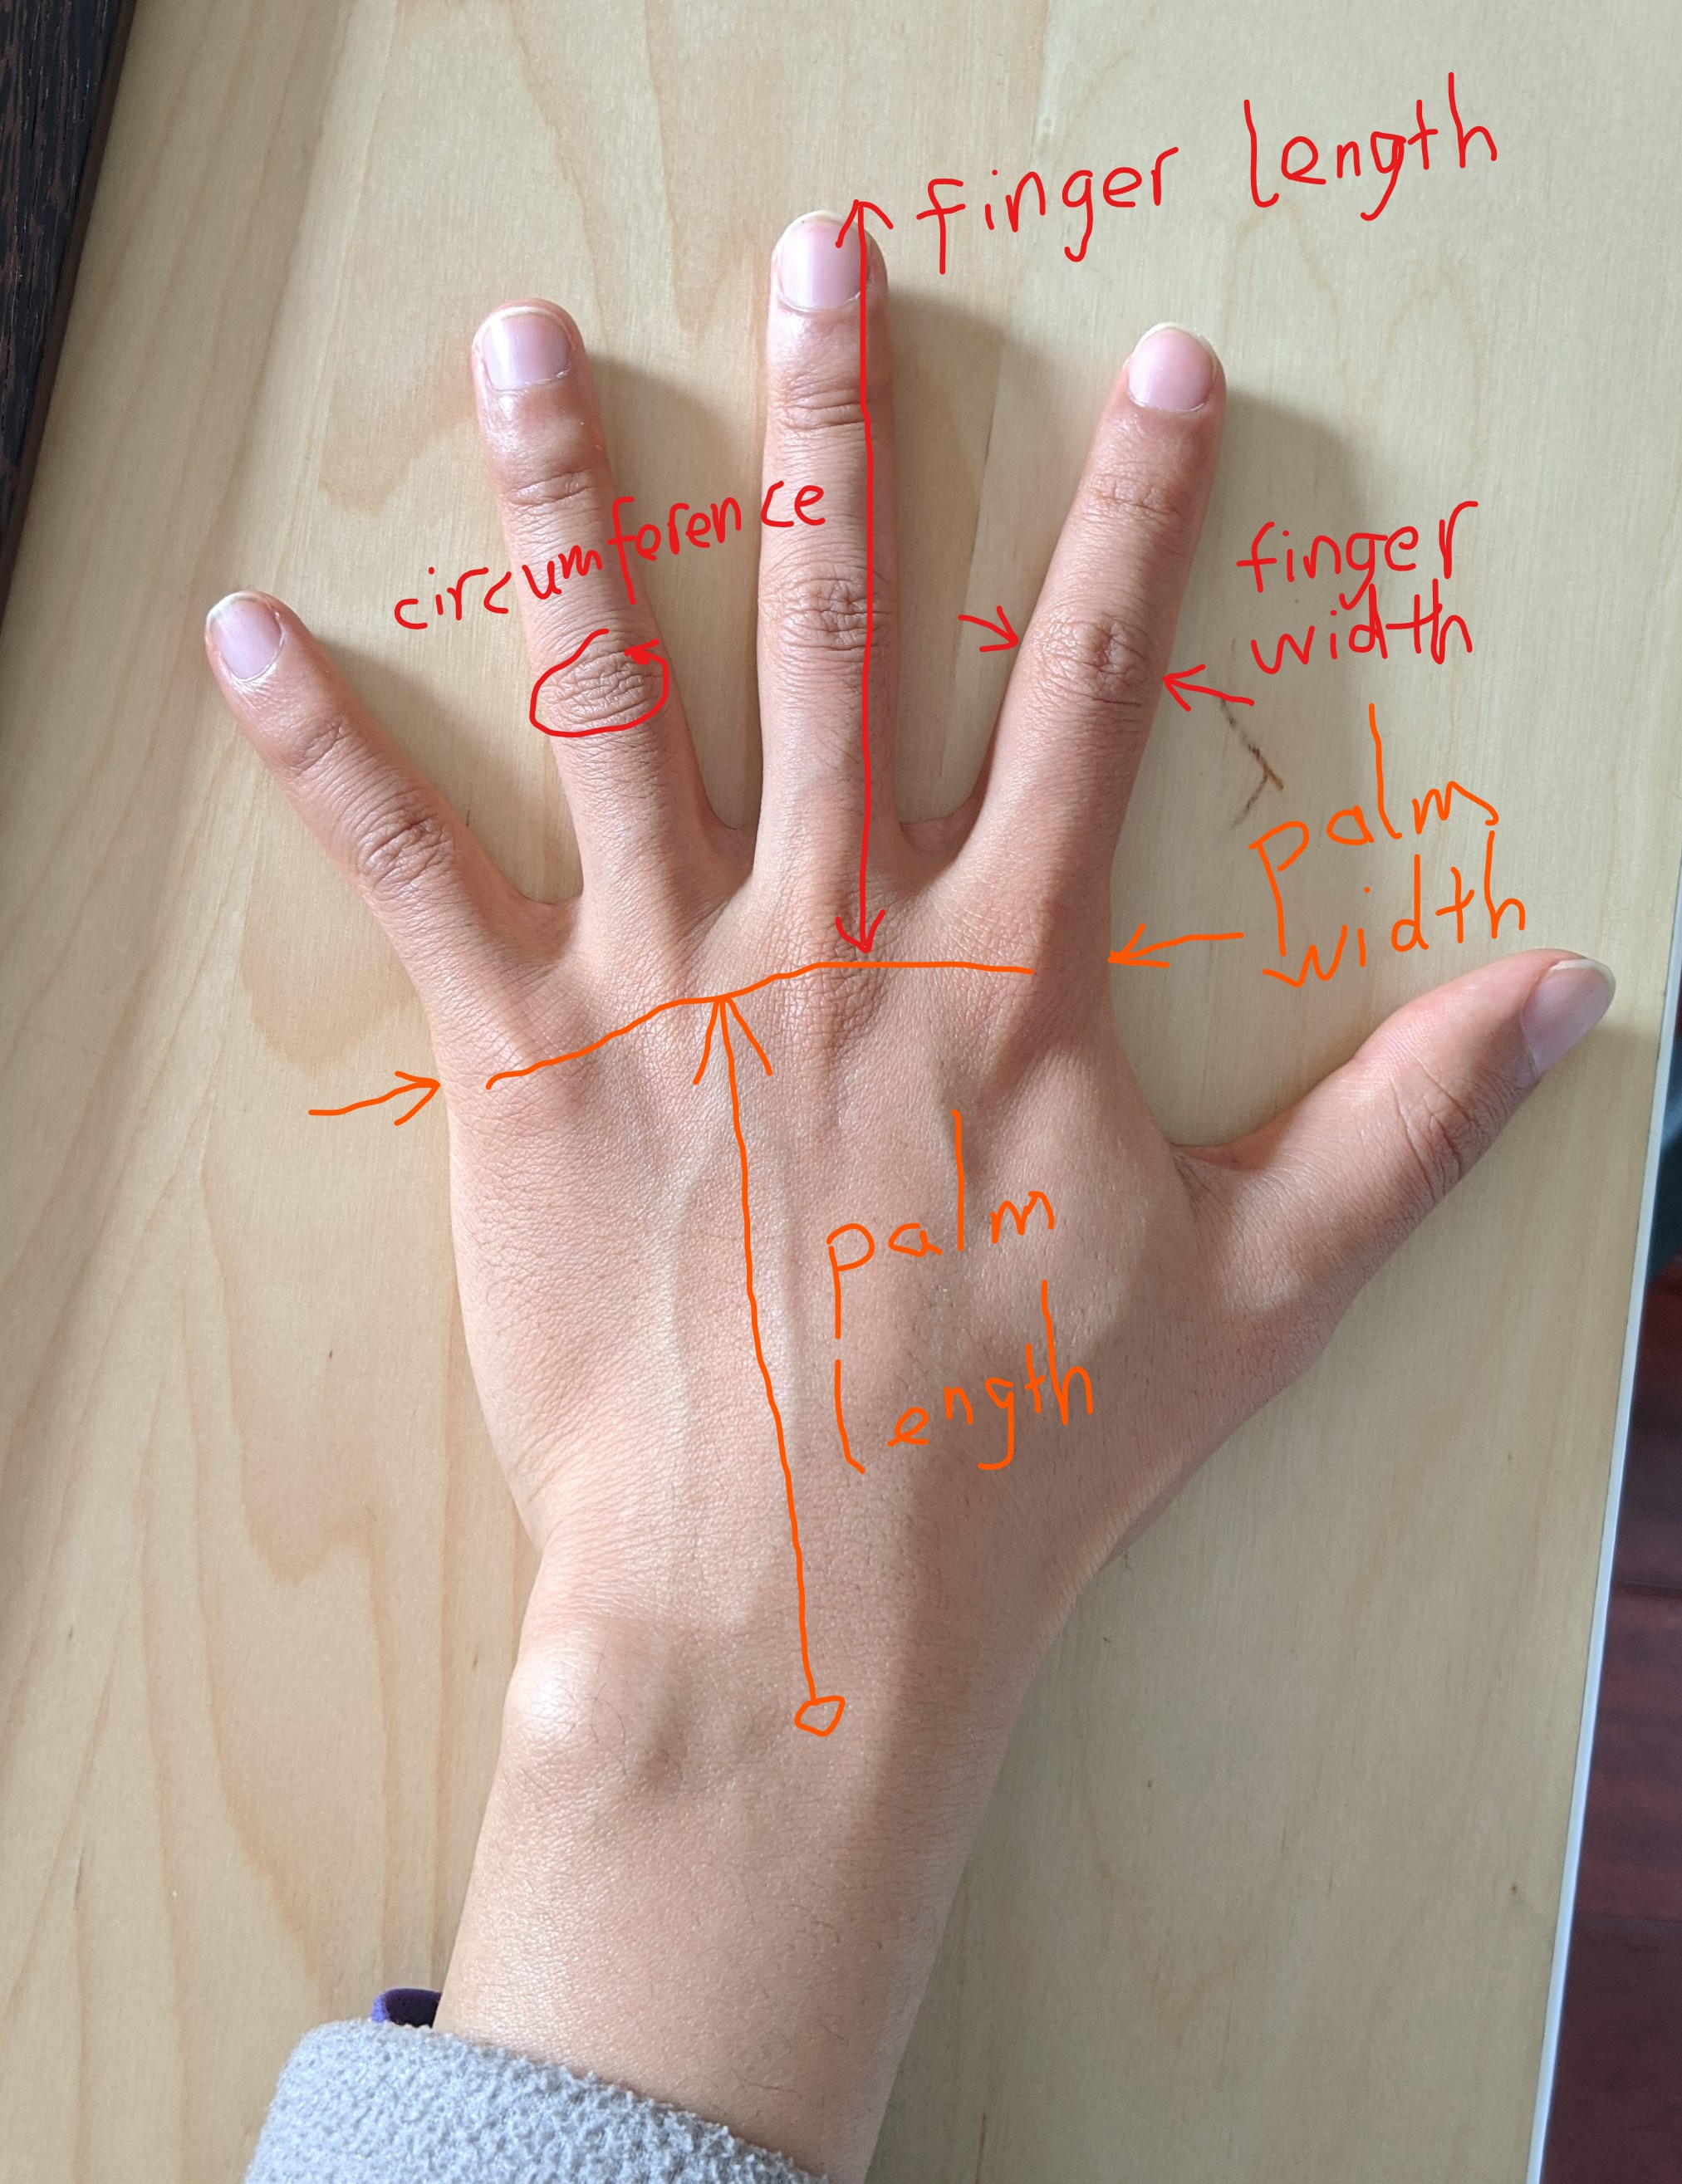 finger length
circumference
finger
width
palm
width
palm
length